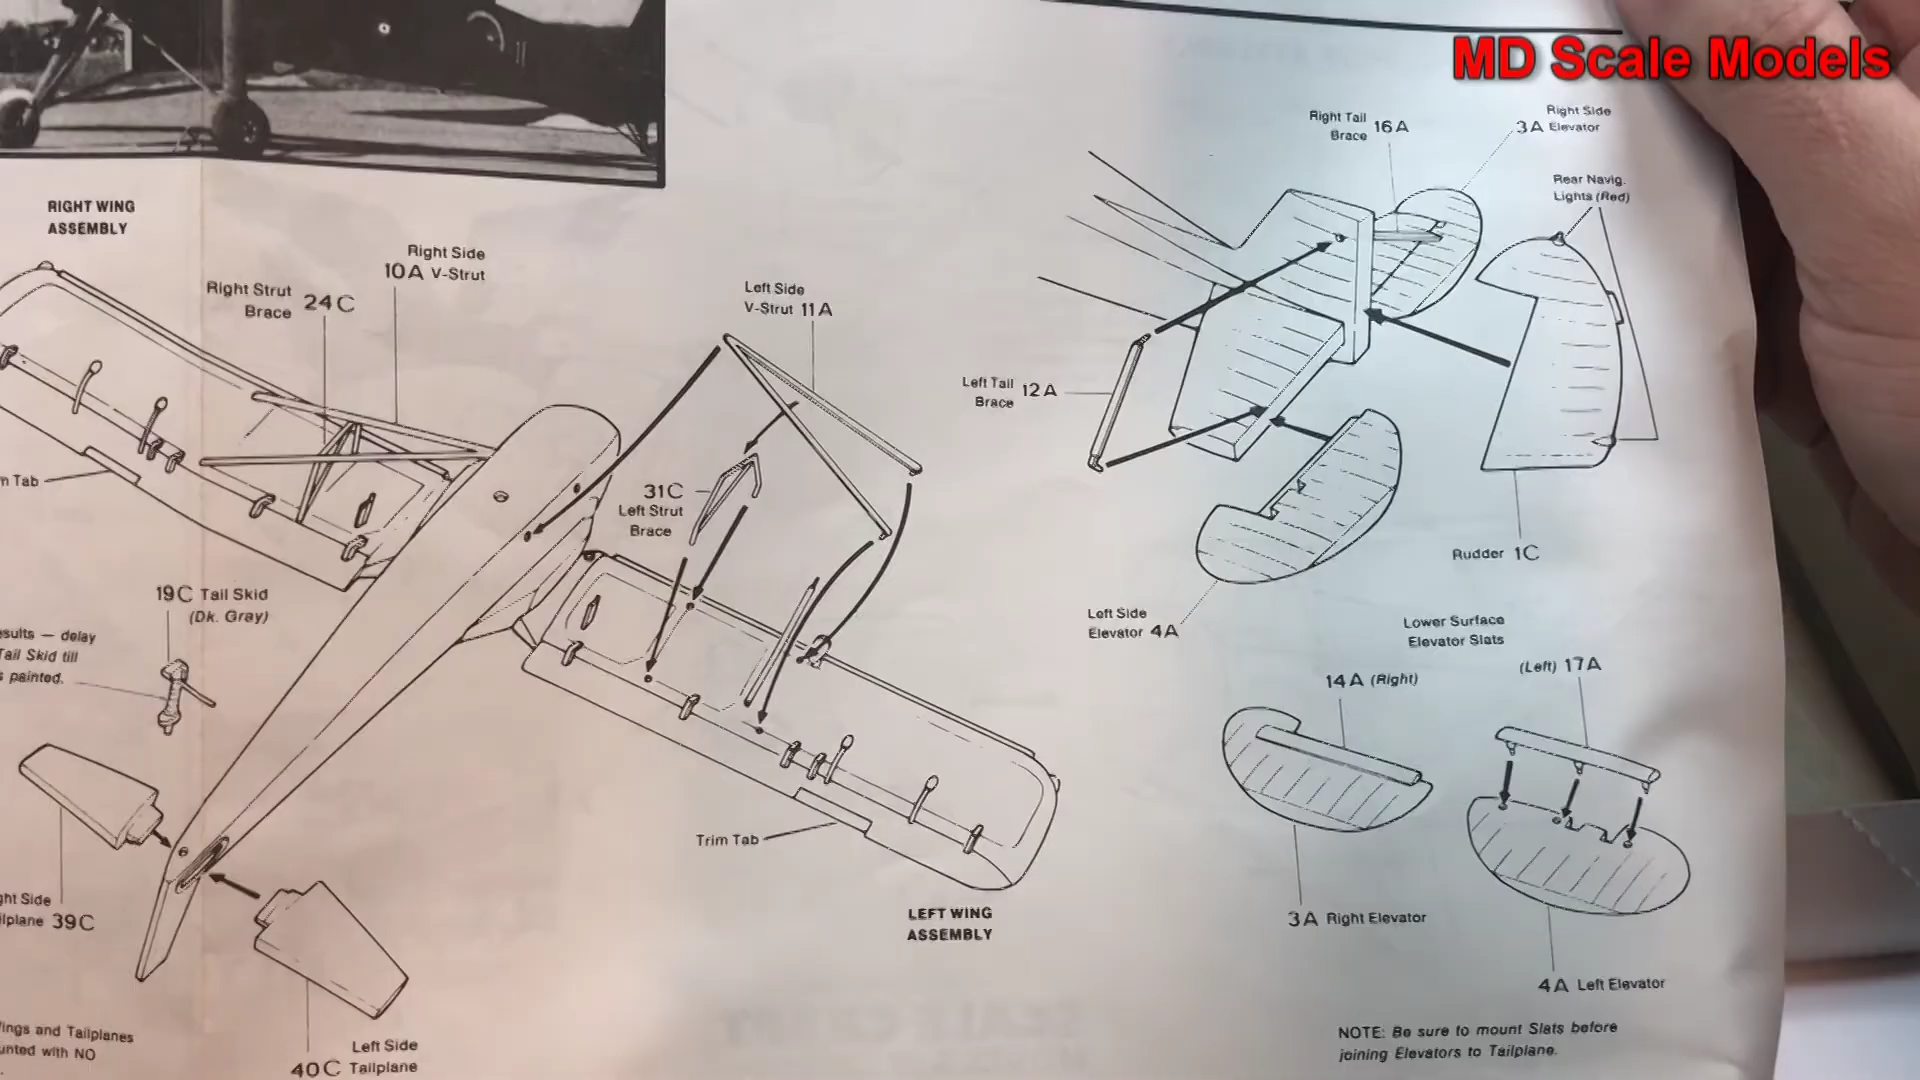 MD Scale Models
Right Tail
Brace 16A
Right Side
3A Elevator
Rear Navig.
Lights (Red)
RIGHT WING
ASSEMBLY
Right Side
10A V-Strut
Right Strut
Brace 24C
Left Side
V-Strut 11A
Left Tail
Brace 12A
31C
Left Strut
Brace
Tab
Rudder 1C
19C Tail Skid
(Dk. Gray)
— delay
Tail Skid till
painted.
Left Side
Elevator 4A
Lower Surface
Elevator Slats
14A (Right)
(Left) 17A
Trim Tab
Side
39C
LEFT WING
ASSEMBLY
3A Right Elevator
4A Left Elevator
and Tailplanes
with NO
Left Side
40C Tailplane
NOTE: Be sure to mount Slats before
joining Elevators to Tailplane.